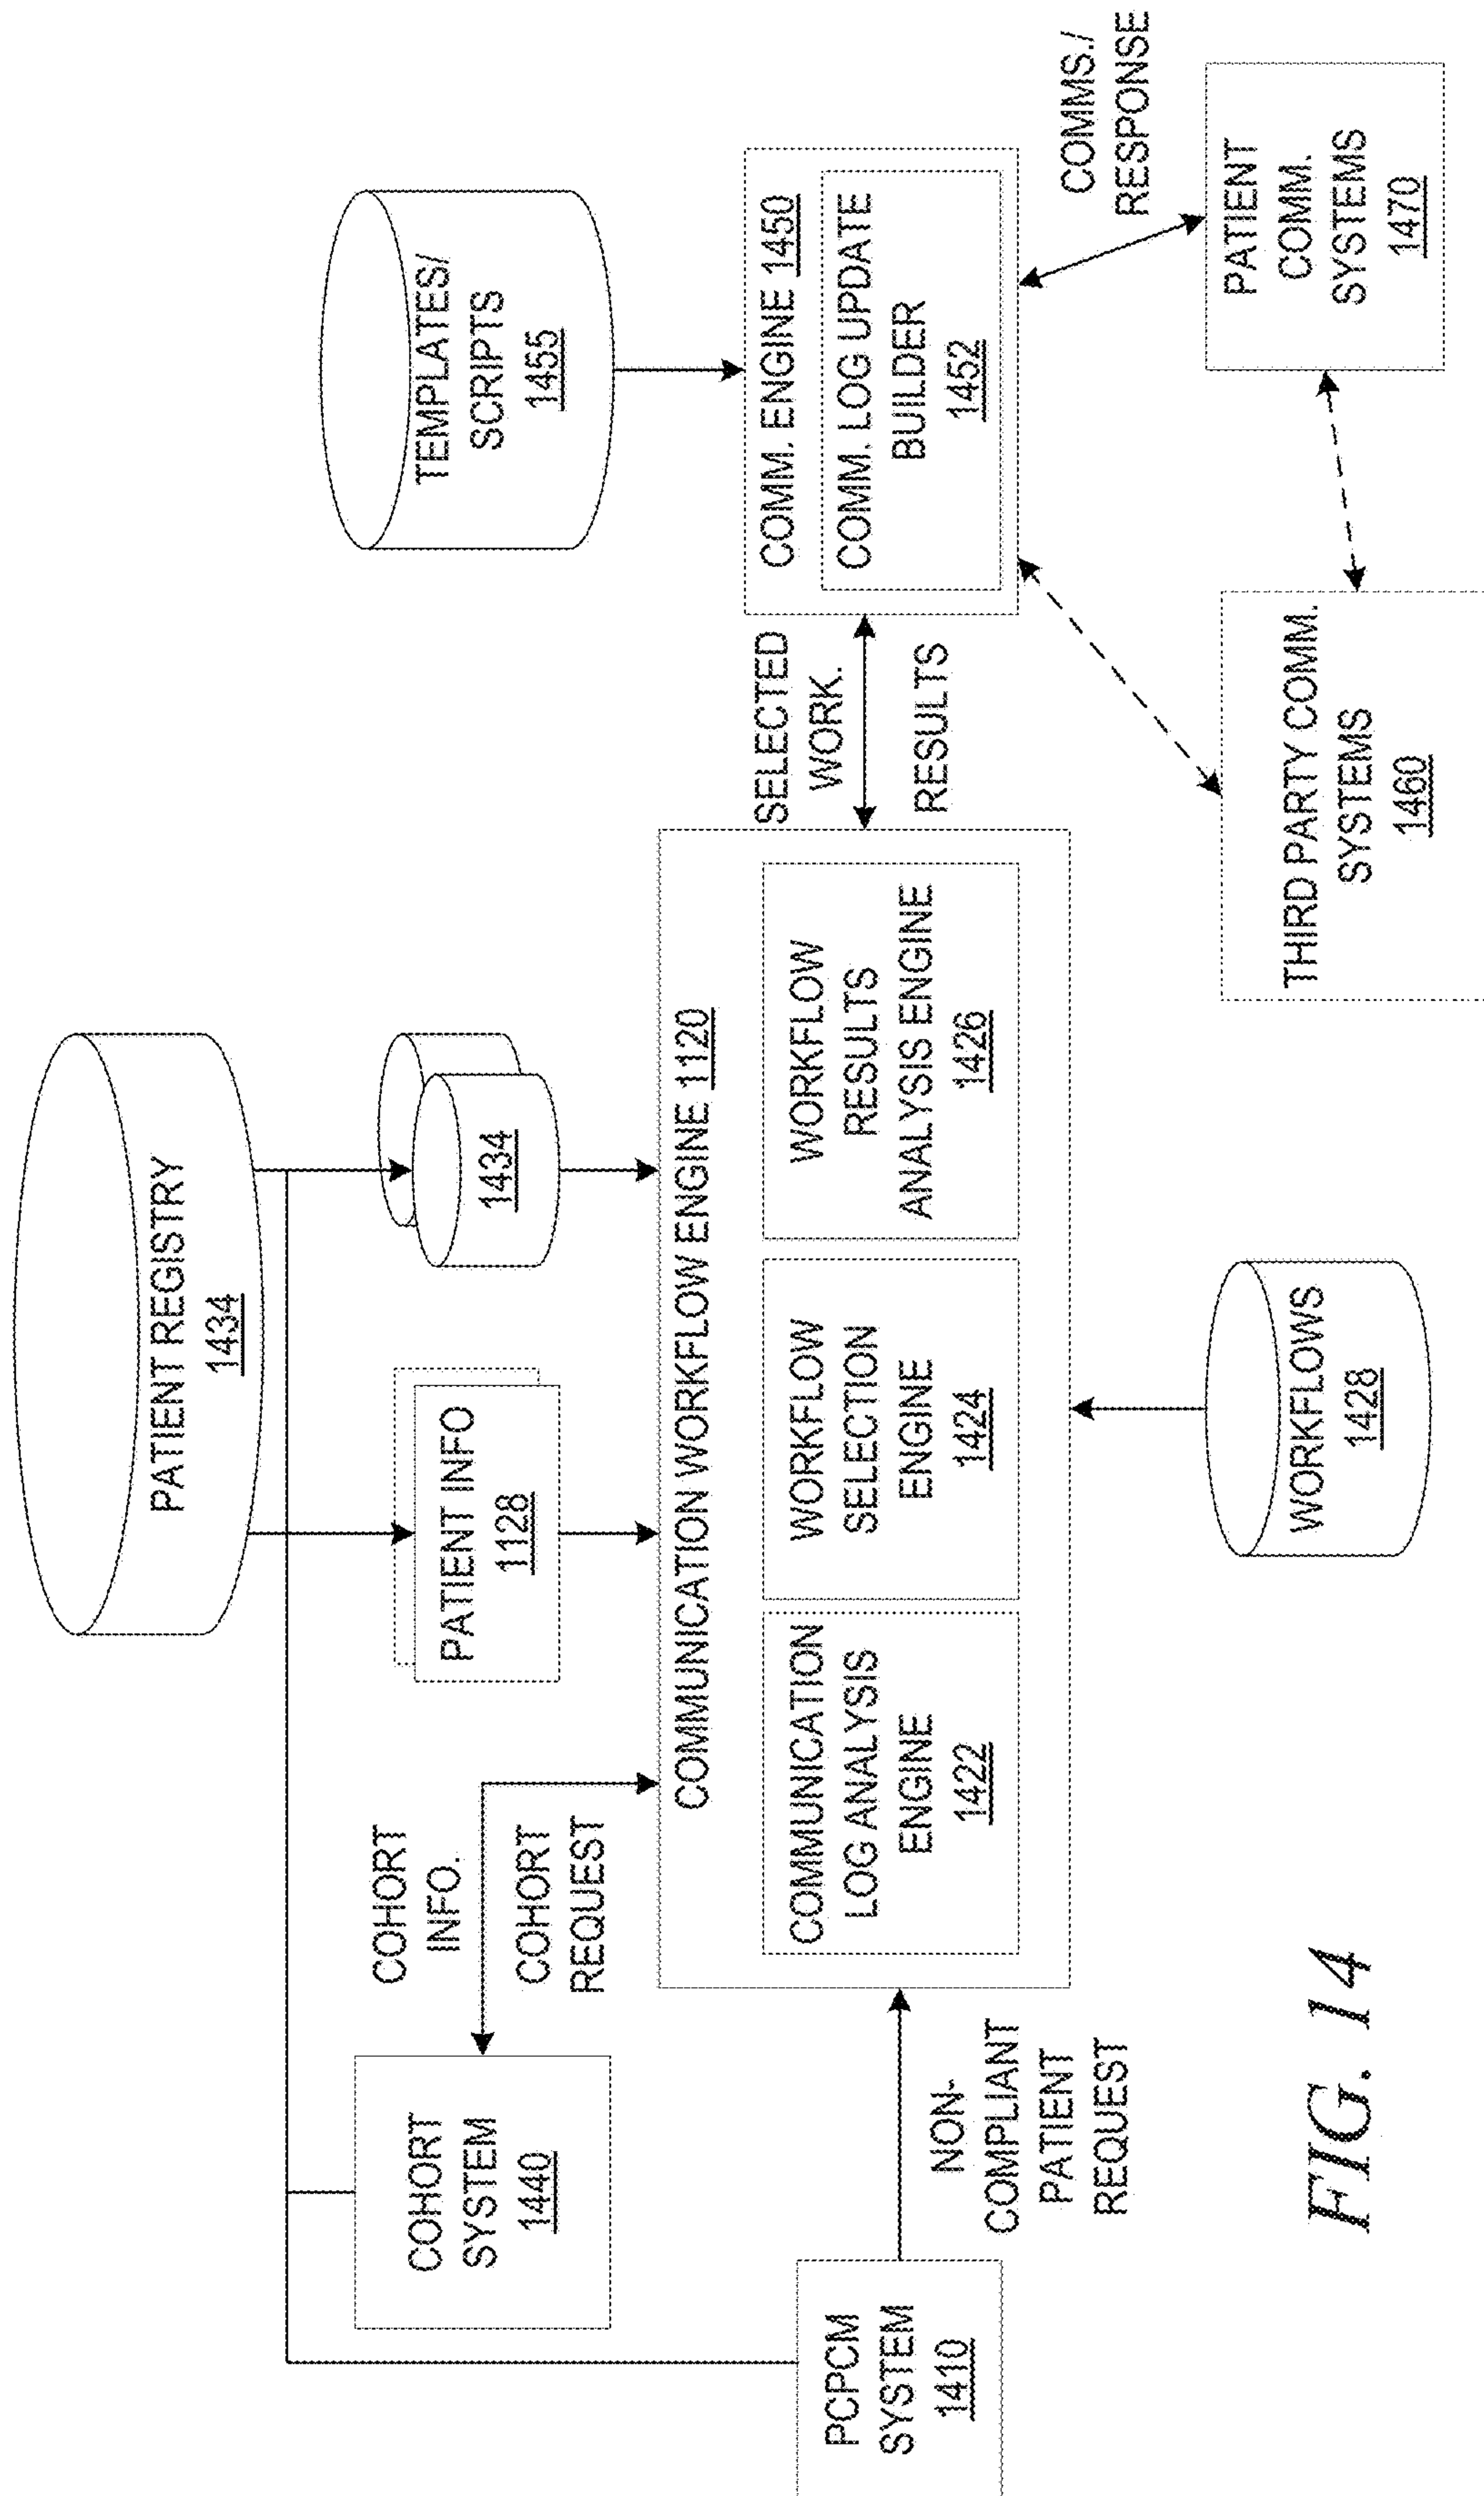 PATIENT REGISTRY
1434
COHORT
SYSTEM
1440
COHORT
INFO.
COHORT
REQUEST
PATIENT INFO
1128
1434
TEMPLATES/
SCRIPTS
1455
PCPCM
SYSTEM
1410
NON-
COMPLIANT
PATIENT
REQUEST
COMMUNICATION WORKFLOW ENGINE 1120
COMMUNICATION
LOG ANALYSIS
ENGINE
1422
WORKFLOW
SELECTION
ENGINE
1424
WORKFLOW
RESULTS
ANALYSIS ENGINE
1426
SELECTED
WORK.
RESULTS
COMM. ENGINE 1450
COMM. LOG UPDATE
BUILDER
1452
COMMS./
RESPONSE
WORKFLOWS
1428
THIRD PARTY COMM.
SYSTEMS
1460
PATIENT
COMM.
SYSTEMS
1470
FIG. 14